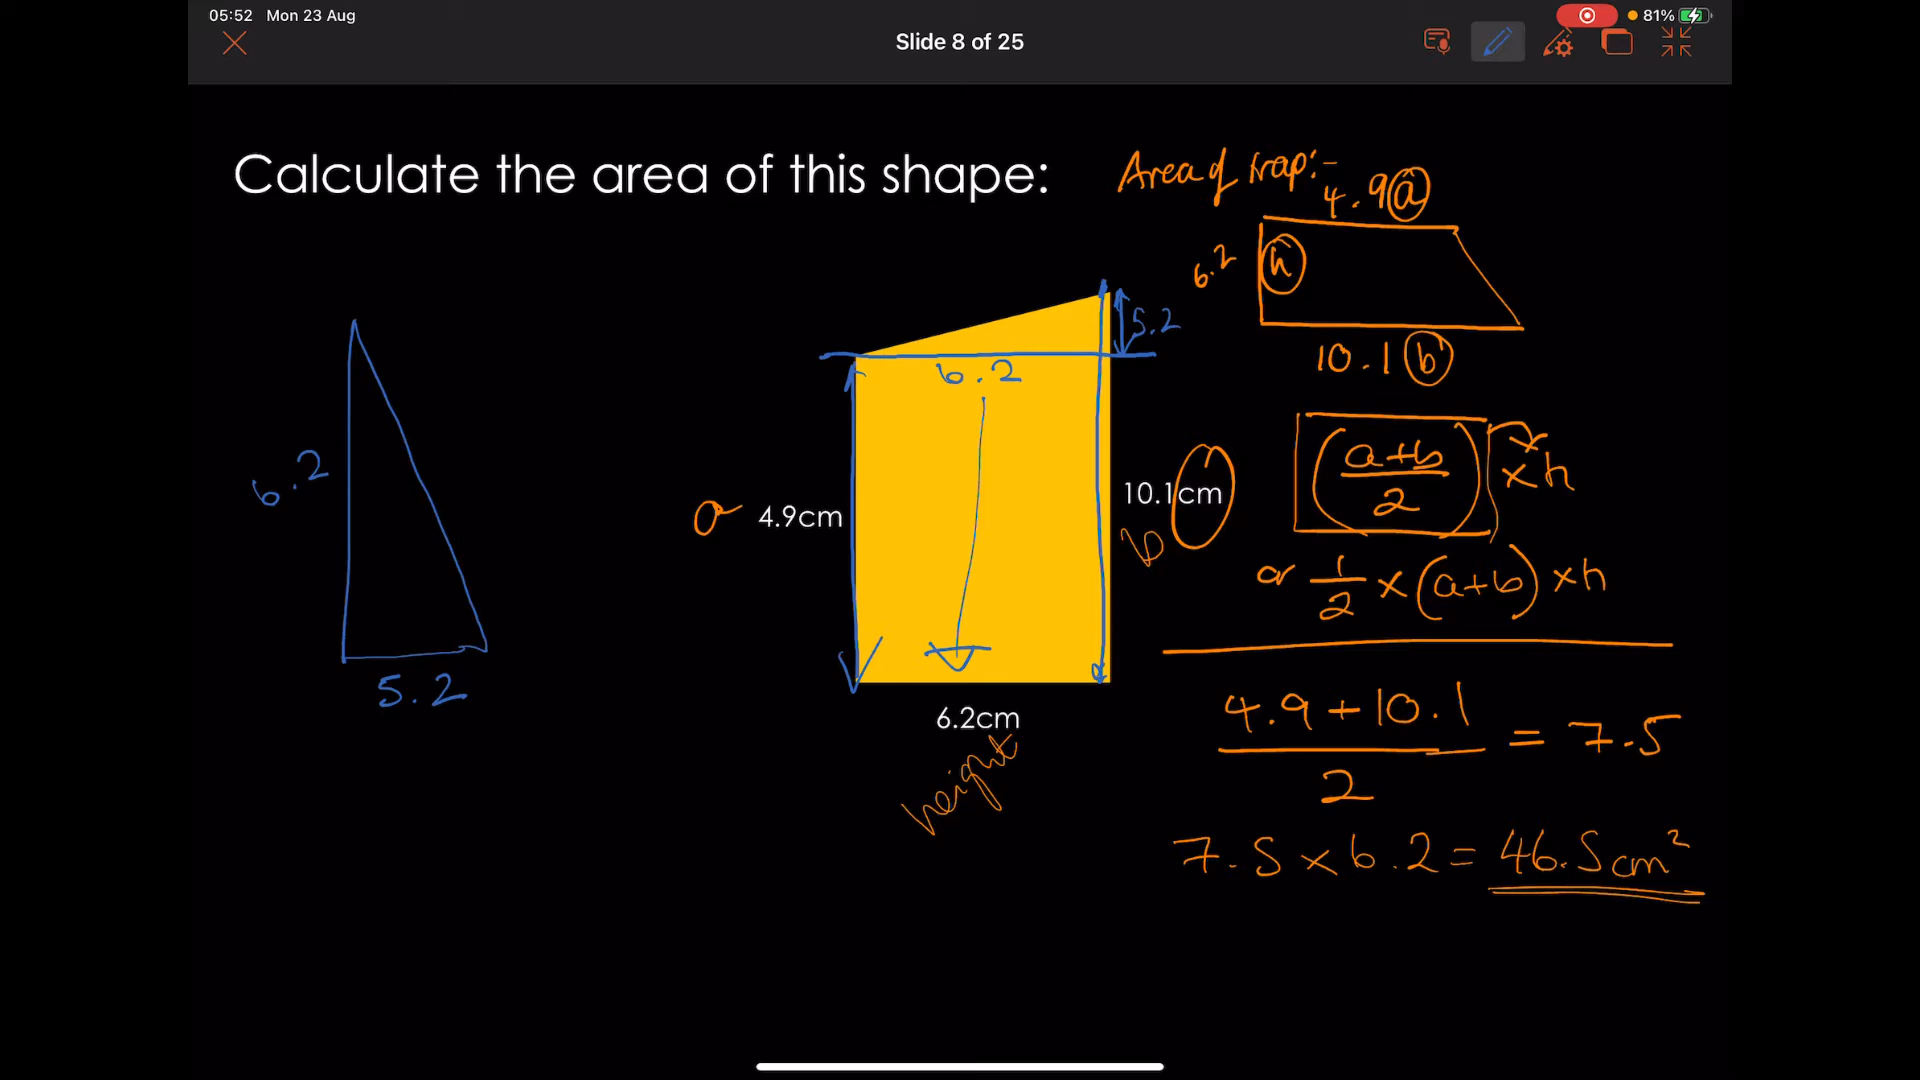 05:52 Mon 23 Aug
81%
Slide 8 of 25
Calculate the area of this shape:
Area of trap:-
4.9 a
6.2 h
10.1 b
5.2
6.2
6.2
a 4.9cm
10.1cm
b
(a+b)/2 × h
or 1/2 × (a+b) × h
5.2
6.2cm
height
4.9 + 10.1
2
= 7.5
7.5 × 6.2 = 46.5cm²